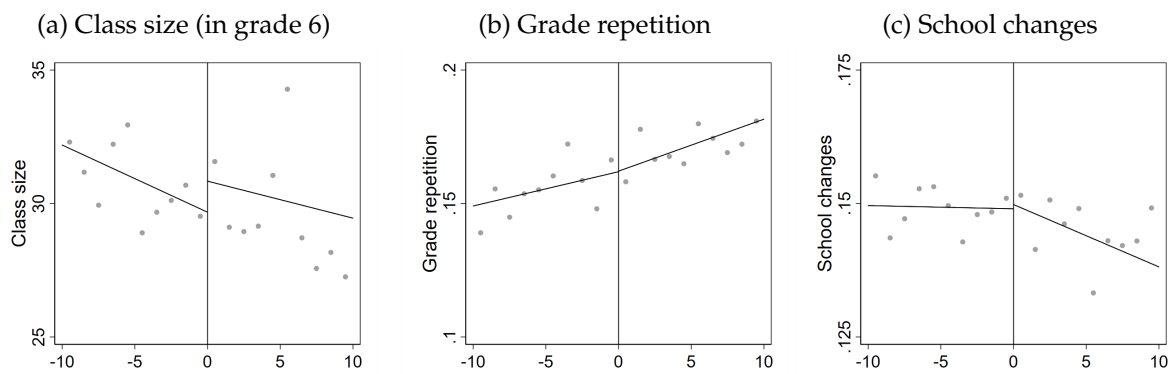 (a) Class size (in grade 6)
35
30
25
Class size
-10 -5 0 5 10
(b) Grade repetition
.2
.15
.1
Grade repetition
-10 -5 0 5 10
(c) School changes
.175
.15
.125
School changes
-10 -5 0 5 10